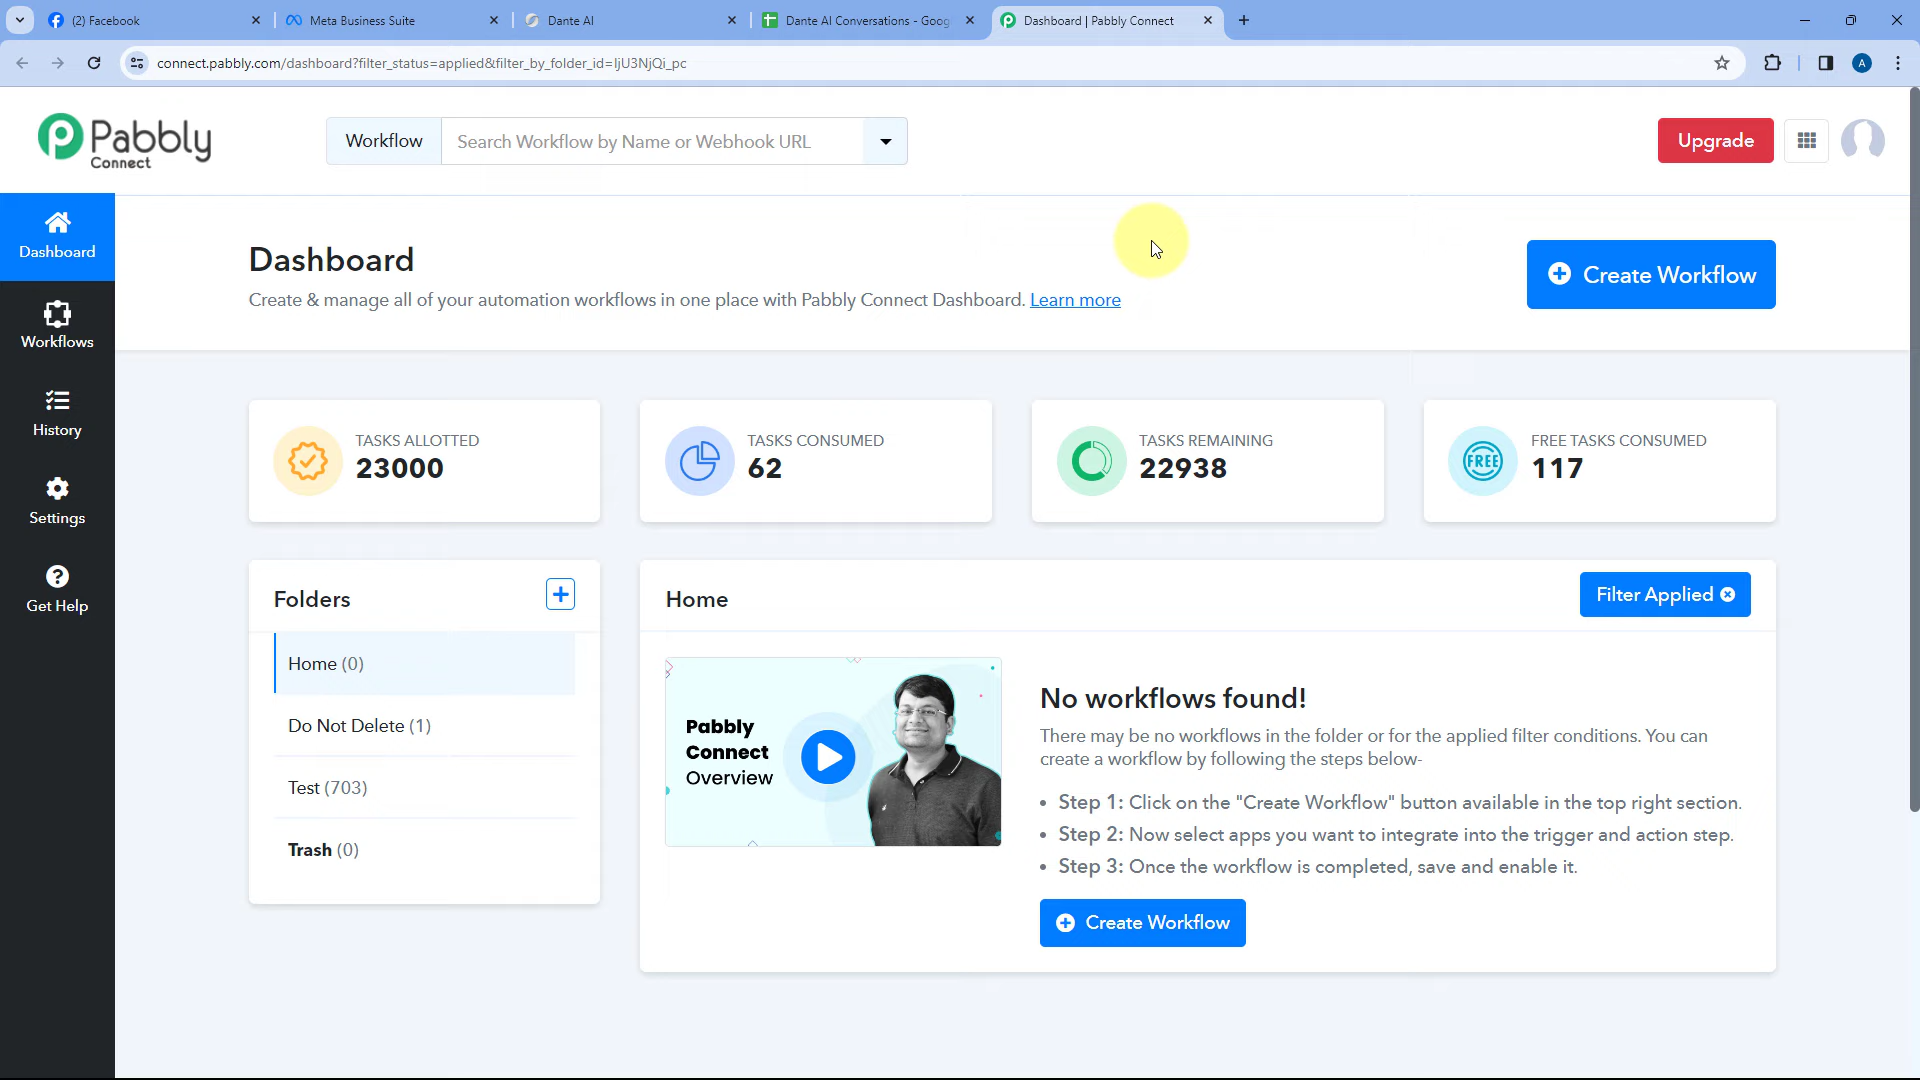 (2) Facebook
Meta Business Suite
Dante AI
Dante AI Conversations - Goog
Dashboard | Pabbly Connect
connect.pabbly.com/dashboard?filter_status=applied&filter_by_folder_id=IjU3NjQi_pc
A
Pabbly
Connect
Workflow
Search Workflow by Name or Webhook URL
Upgrade
Dashboard
Workflows
History
Settings
Get Help
Dashboard
Create & manage all of your automation workflows in one place with Pabbly Connect Dashboard. Learn more
Create Workflow
TASKS ALLOTTED
23000
TASKS CONSUMED
62
TASKS REMAINING
22938
FREE
FREE TASKS CONSUMED
117
Folders
Home (0)
Do Not Delete (1)
Test (703)
Trash (0)
Home
Filter Applied
Pabbly
Connect
Overview
No workflows found!
There may be no workflows in the folder or for the applied filter conditions. You can
create a workflow by following the steps below-
• Step 1: Click on the "Create Workflow" button available in the top right section.
• Step 2: Now select apps you want to integrate into the trigger and action step.
• Step 3: Once the workflow is completed, save and enable it.
Create Workflow